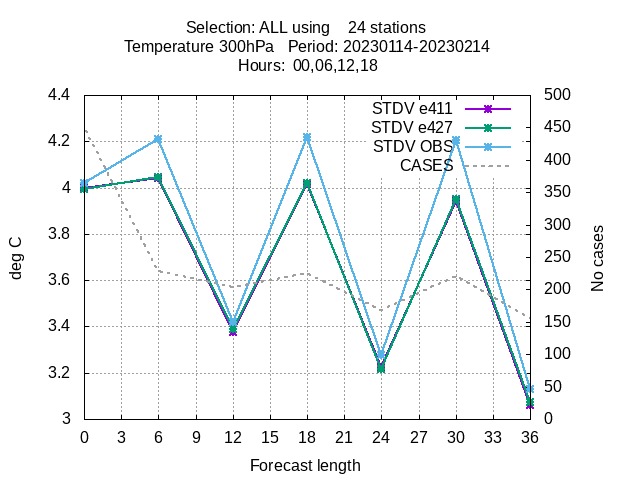 Selection: ALL using    24 stations
Temperature 300hPa   Period: 20230114-20230214
Hours:  00,06,12,18
STDV e411
STDV e427
STDV OBS
CASES
4.4
4.2
4
3.8
3.6
3.4
3.2
3
deg C
500
450
400
350
300
250
200
150
100
50
0
No cases
0 3 6 9 12 15 18 21 24 27 30 33 36
Forecast length